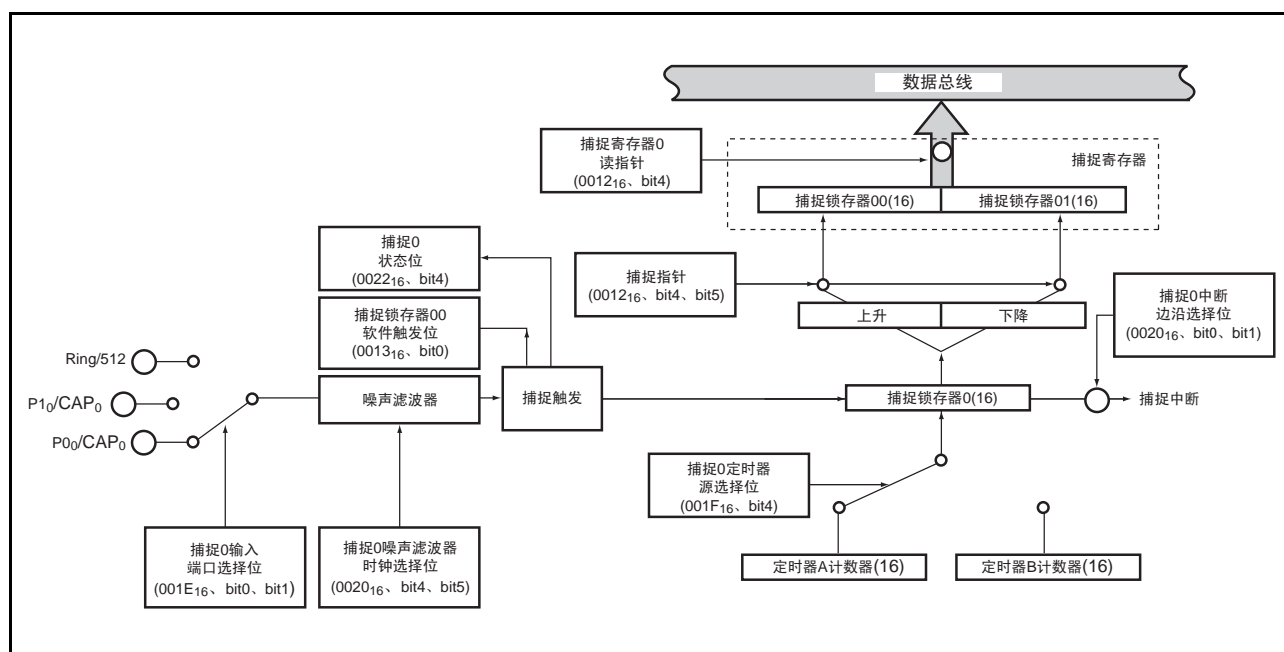 数据总线
捕捉寄存器0
读指针
(0012₁₆、bit4)
捕捉寄存器
捕捉锁存器00(16)
捕捉锁存器01(16)
捕捉0
状态位
(0022₁₆、bit4)
捕捉指针
(0012₁₆、bit4、bit5)
捕捉锁存器00
软件触发位
(0013₁₆、bit0)
上升
下降
捕捉0中断
边沿选择位
(0020₁₆、bit0、bit1)
Ring/512
P1₀/CAP₀
P0₀/CAP₀
噪声滤波器
捕捉触发
捕捉锁存器0(16)
捕捉中断
捕捉0定时器
源选择位
(001F₁₆、bit4)
捕捉0输入
端口选择位
(001E₁₆、bit0、bit1)
捕捉0噪声滤波器
时钟选择位
(0020₁₆、bit4、bit5)
定时器A计数器(16)
定时器B计数器(16)